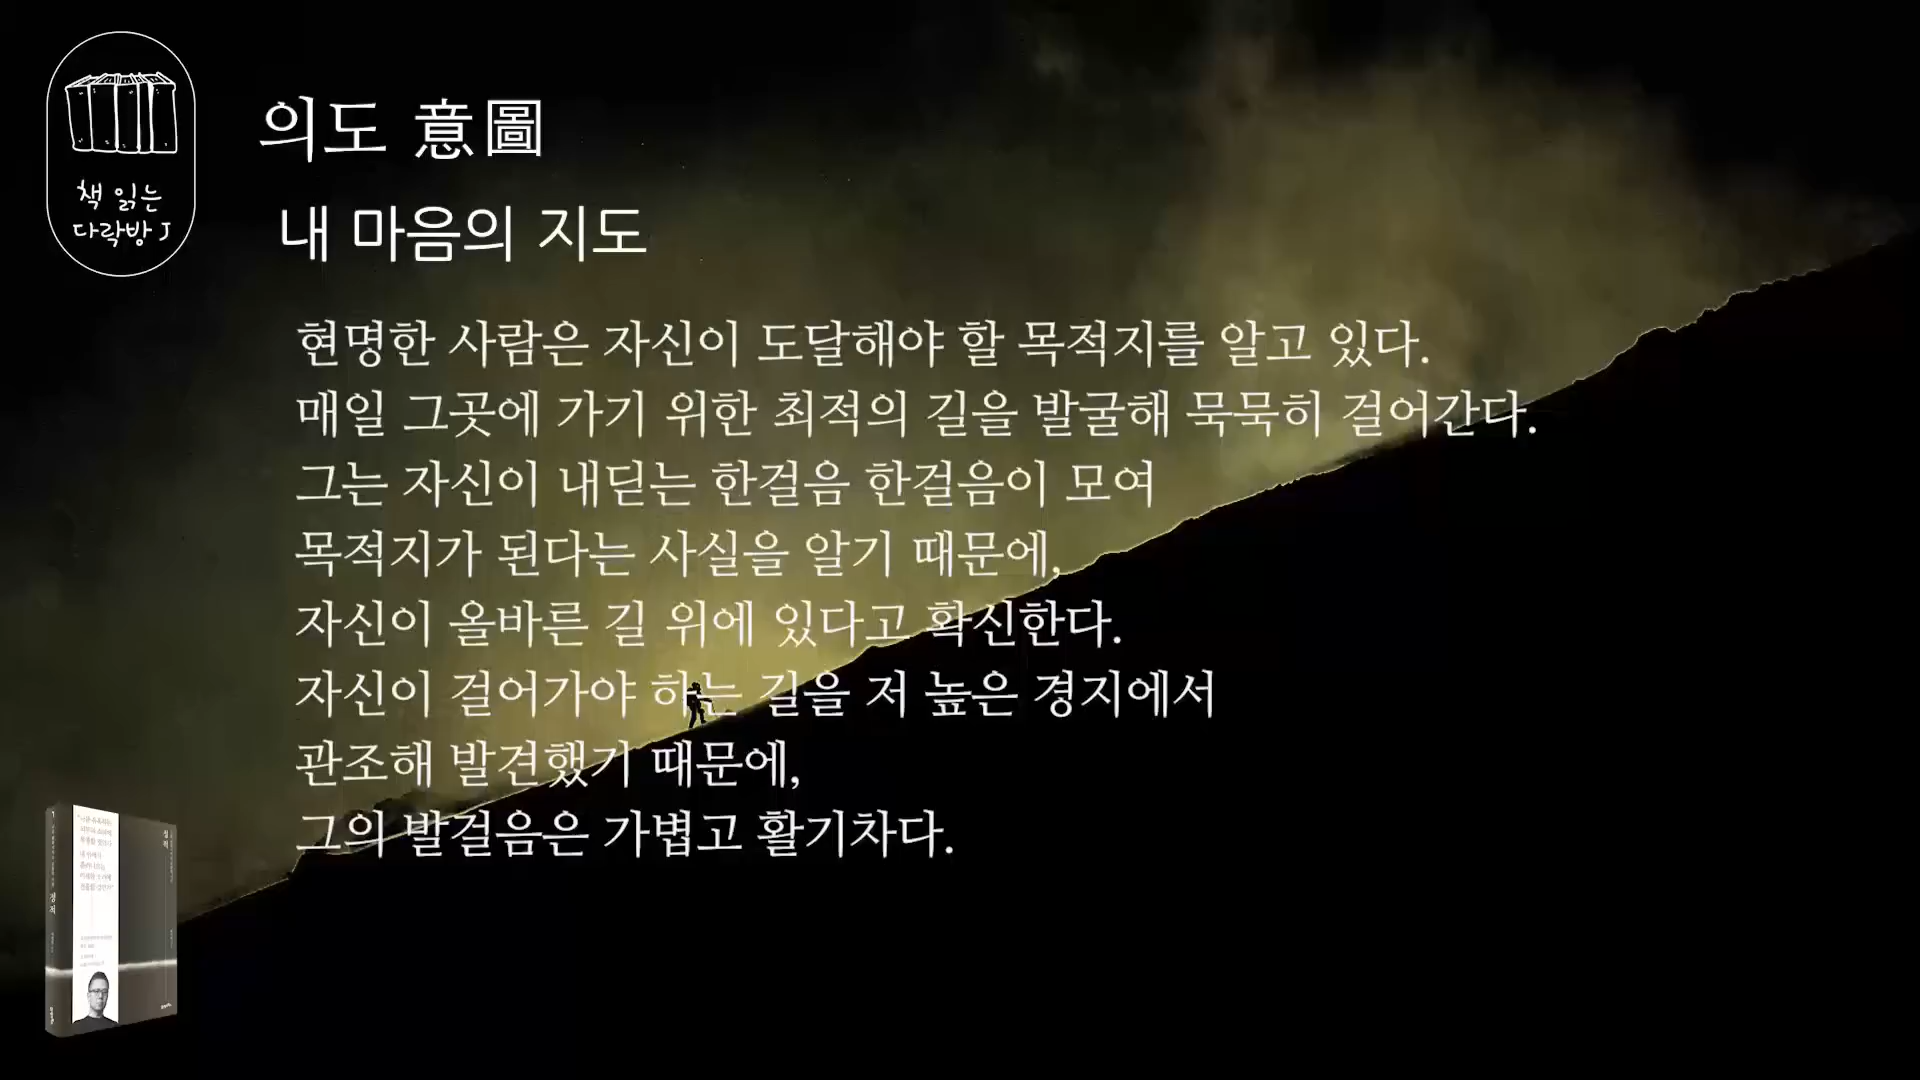 책 읽는
다락방 J
의도 意圖
내 마음의 지도
현명한 사람은 자신이 도달해야 할 목적지를 알고 있다.
매일 그곳에 가기 위한 최적의 길을 발굴해 묵묵히 걸어간다.
그는 자신이 내딛는 한걸음 한걸음이 모여
목적지가 된다는 사실을 알기 때문에,
자신이 올바른 길 위에 있다고 확신한다.
자신이 걸어가야 하는 길을 저 높은 경지에서
관조해 발견했기 때문에,
그의 발걸음은 가볍고 활기차다.